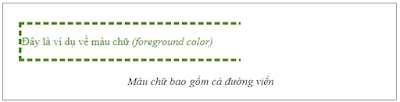 Đây là ví dụ về màu chữ (foreground color)
Màu chữ bao gồm cả đường viền